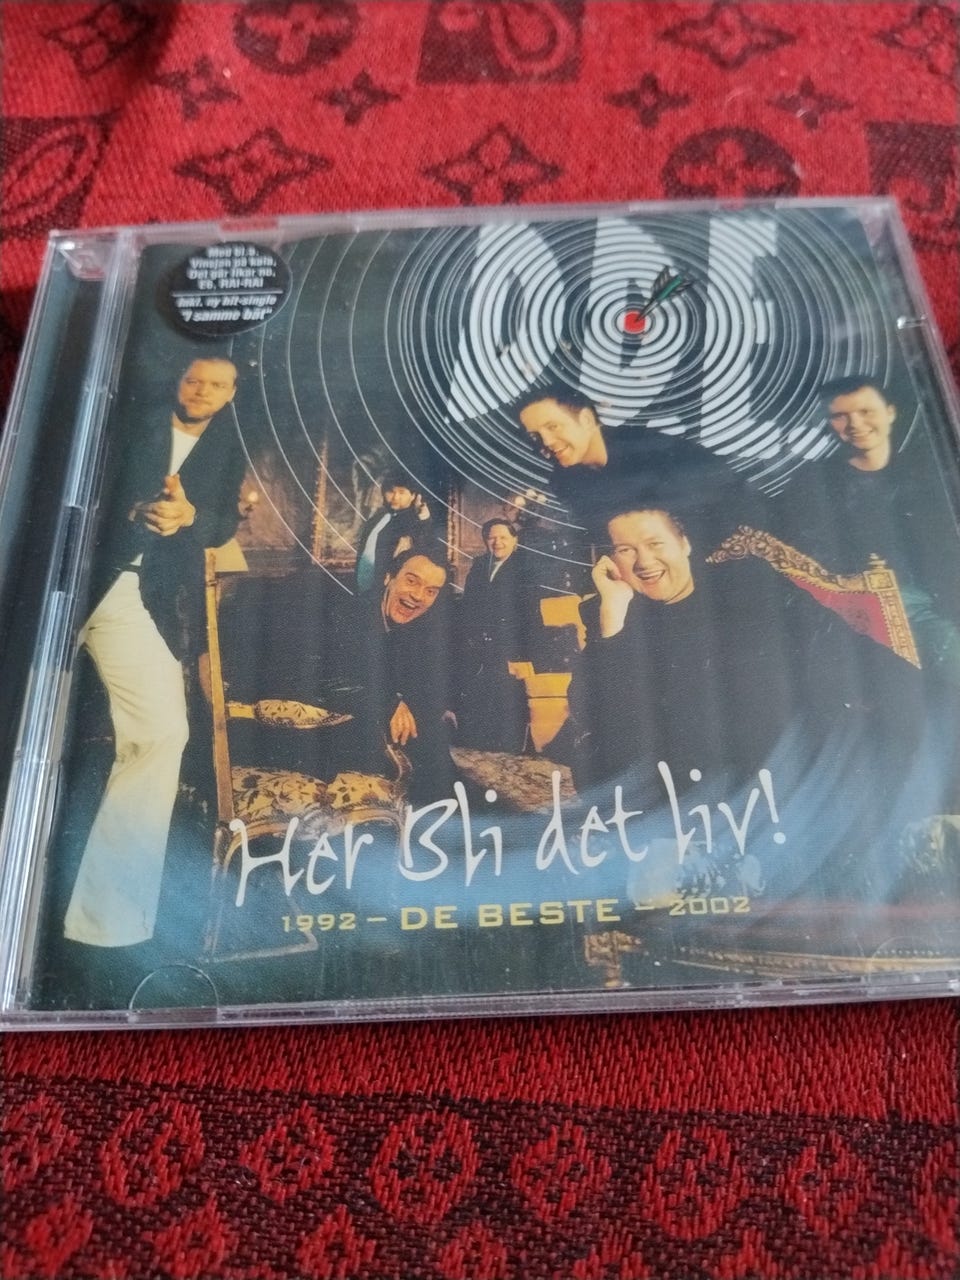 Med bl.a.
Vinsjan på kaia,
Det går likar no,
E6, RAI-RAI
Inkl. ny hit-single
"I samme båt"
D.D.E.
Her Bli det liv!
1992 – DE BESTE – 2002